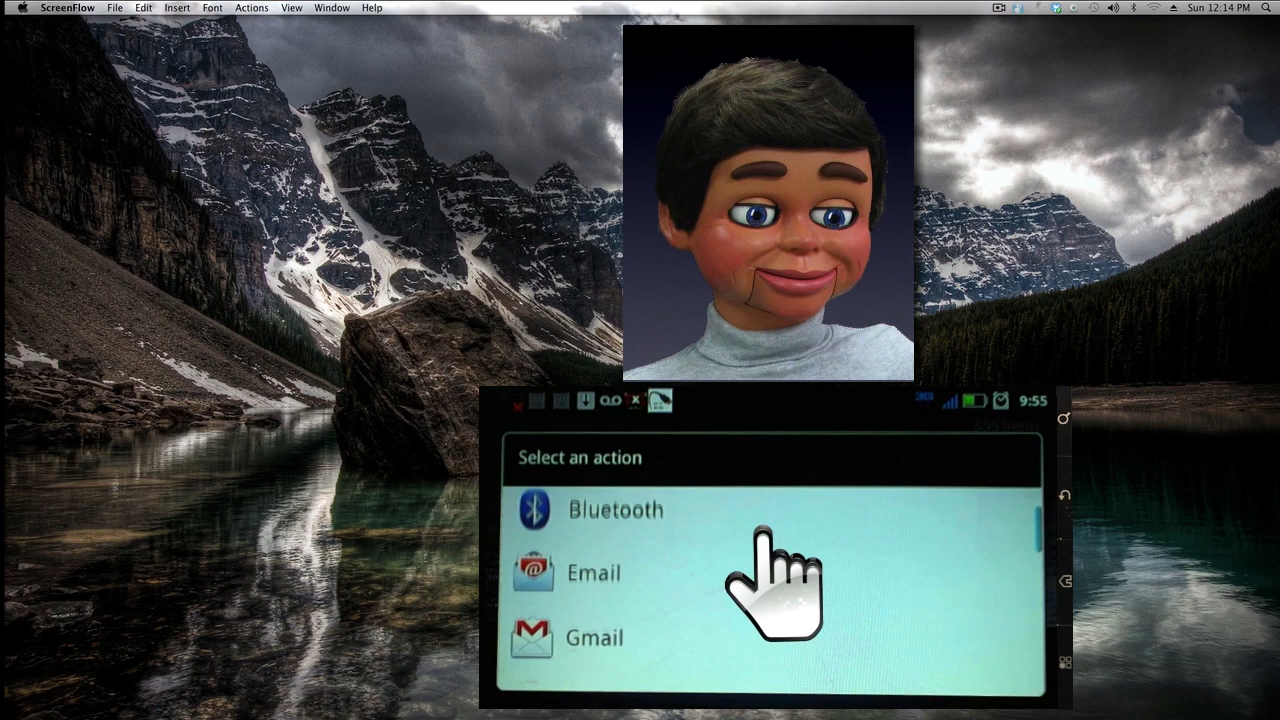 ScreenFlow File Edit Insert Font Actions View Window Help Sun 12:14 PM
3G 9:55
Select an action
Bluetooth
Email
Gmail